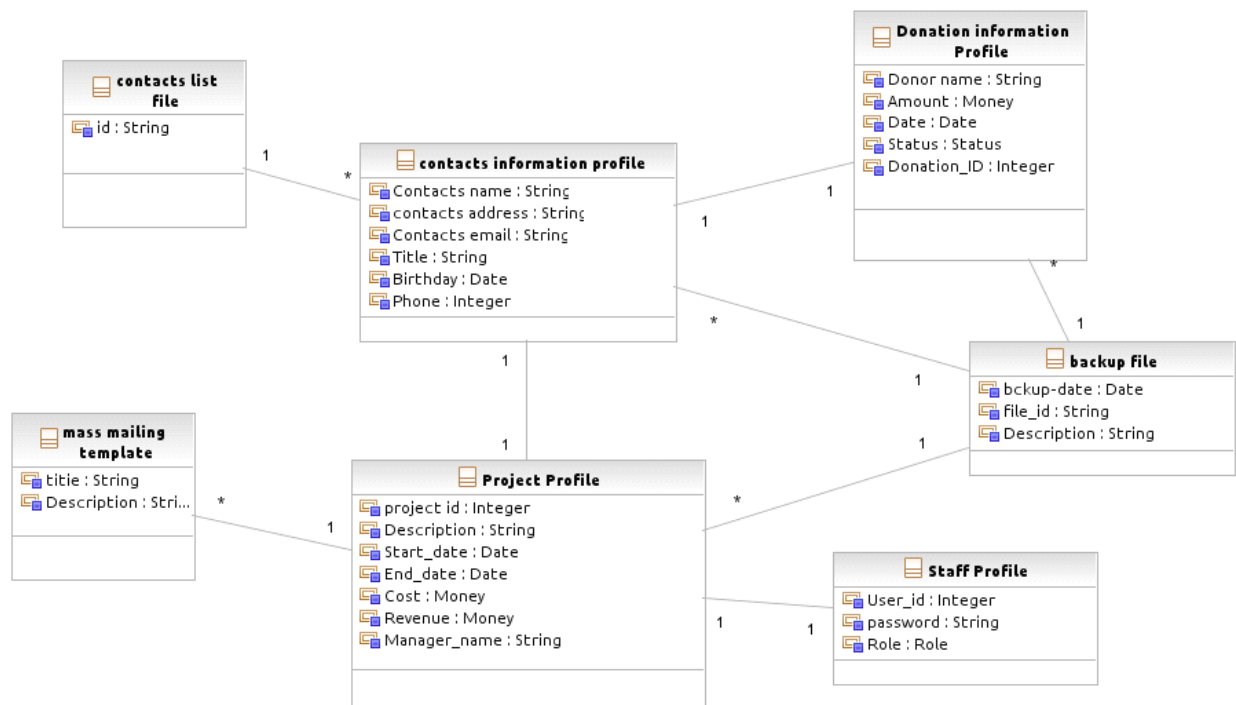 contacts list
file
id : String
1
*
contacts information profile
Contacts name : String
contacts address : String
Contacts email : String
Title : String
Birthday : Date
Phone : Integer
Donation information
Profile
Donor name : String
Amount : Money
Date : Date
Status : Status
Donation_ID : Integer
1
1
*
1
*
1
backup file
bckup-date : Date
file_id : String
Description : String
1
1
mass mailing
template
titie : String
Description : Stri...
*
1
Project Profile
project id : Integer
Description : String
Start_date : Date
End_date : Date
Cost : Money
Revenue : Money
Manager_name : String
1
*
1
1
Staff Profile
User_id : Integer
password : String
Role : Role